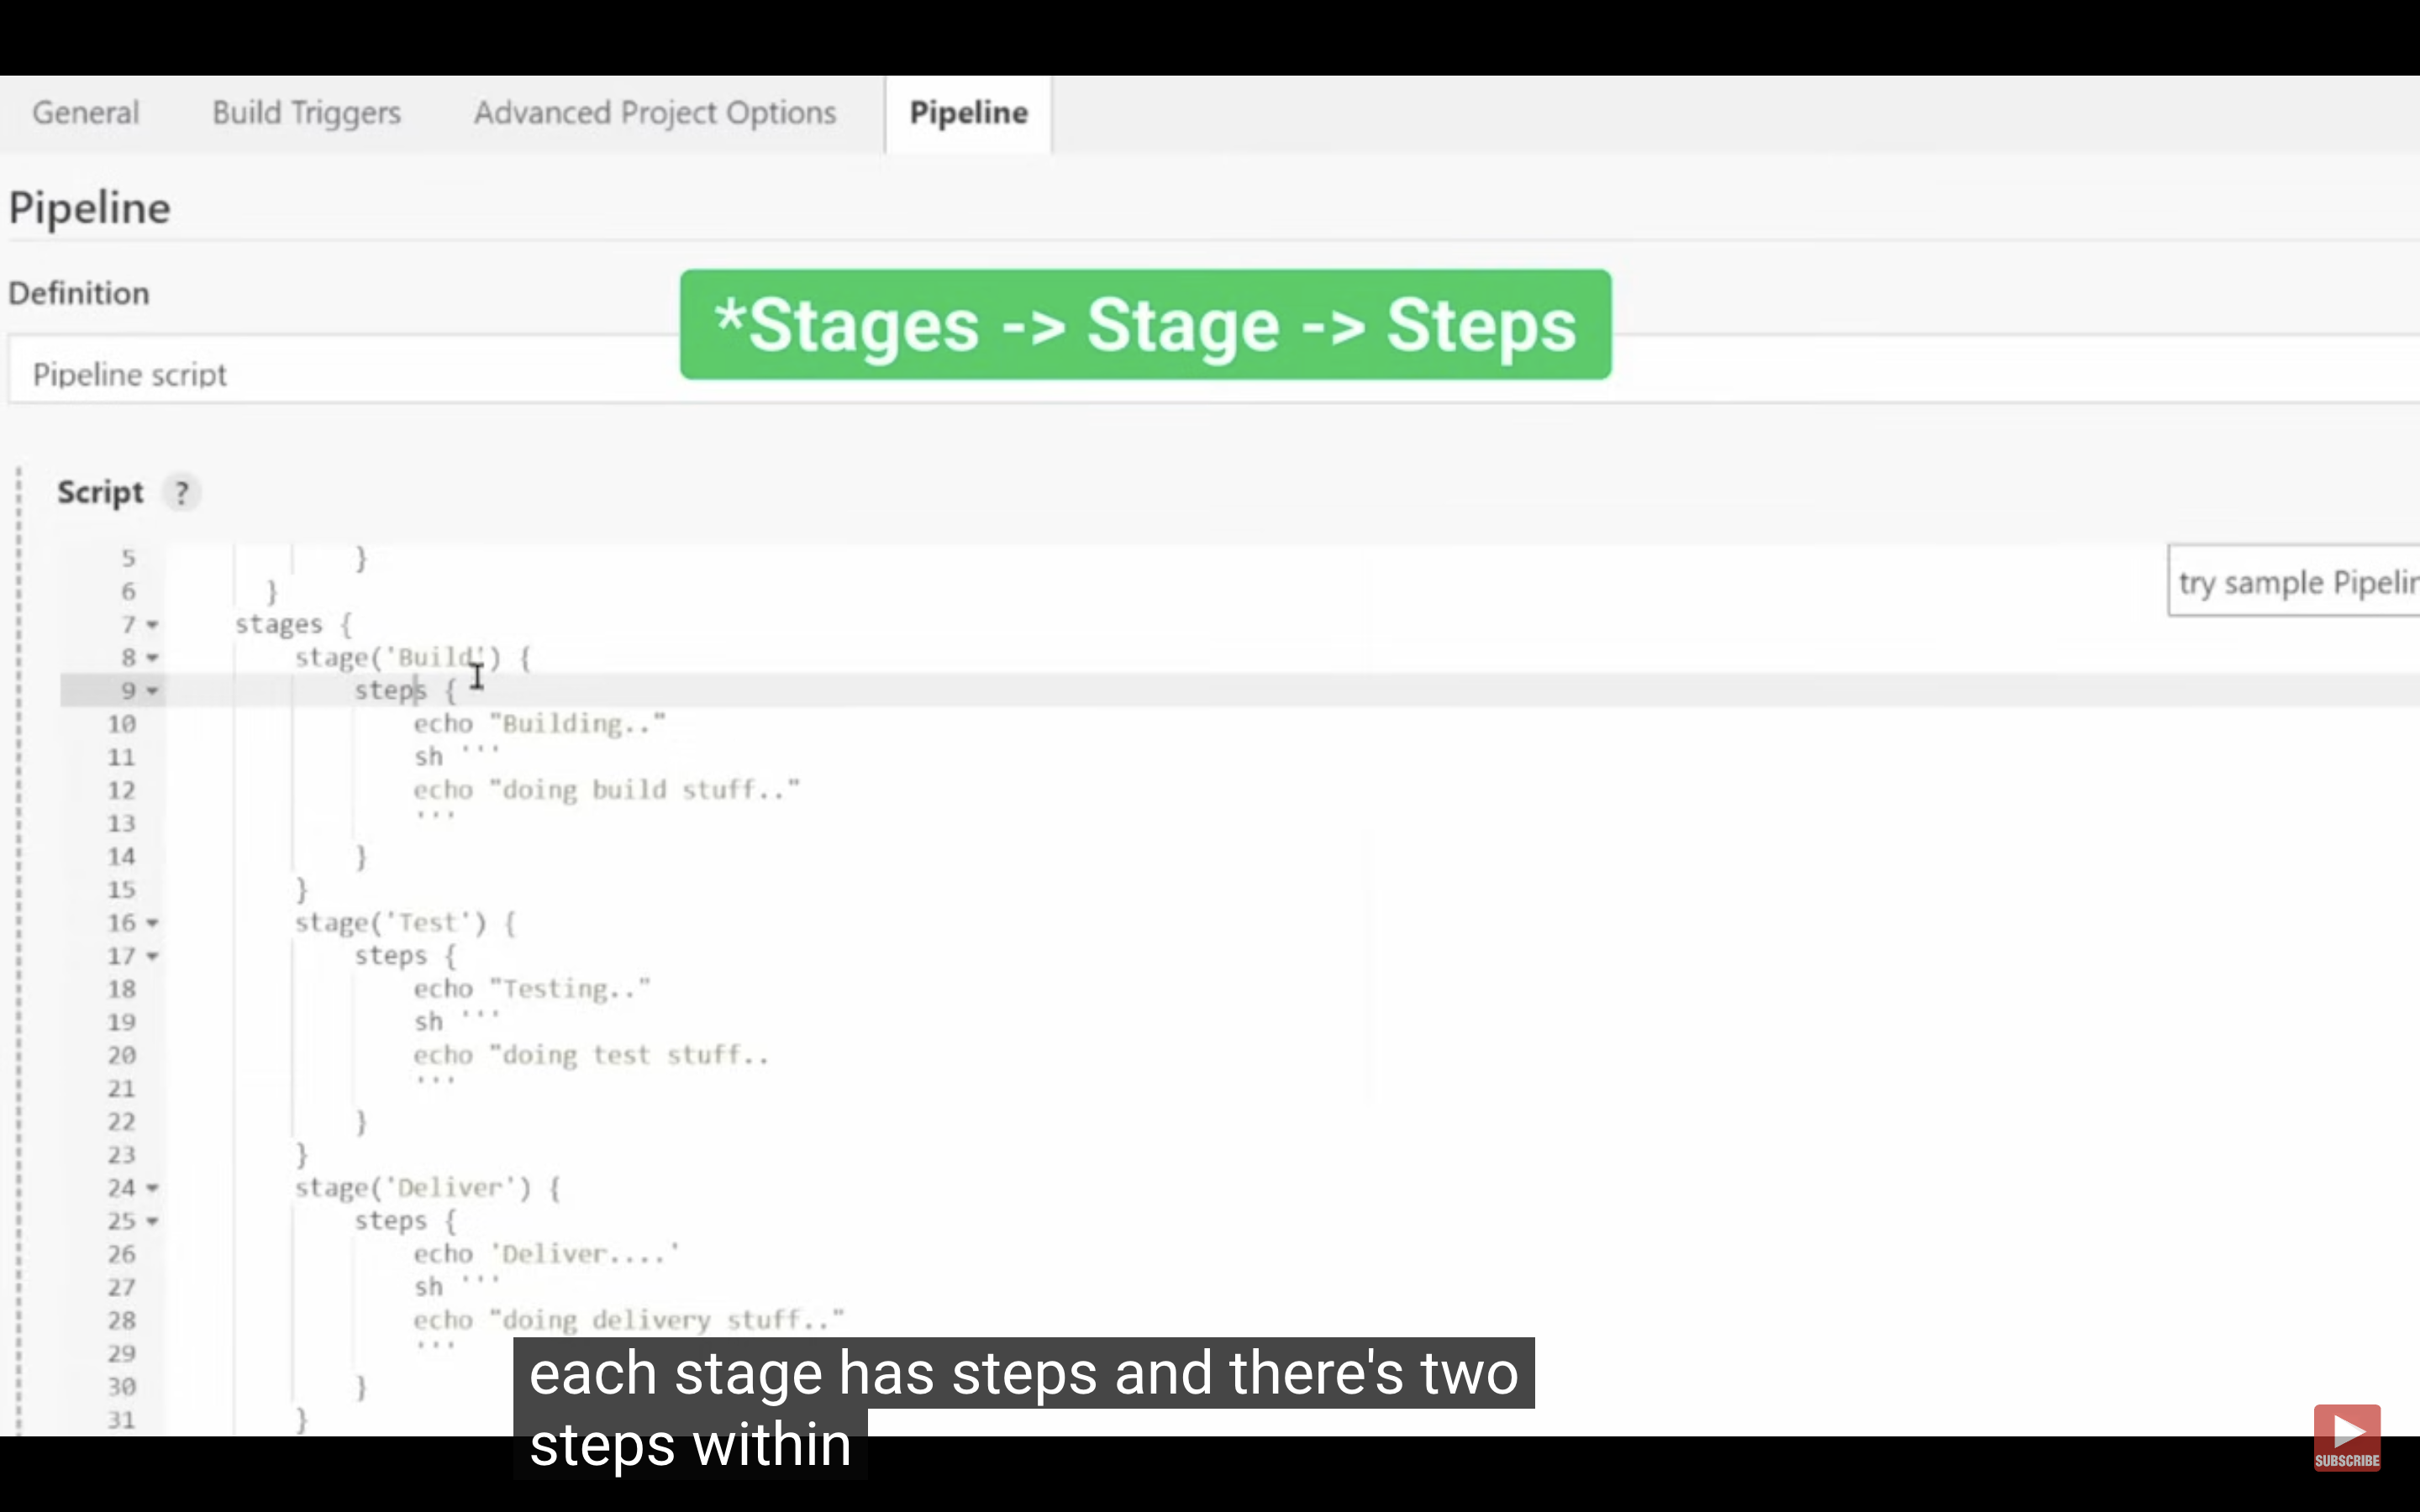 General Build Triggers Advanced Project Options Pipeline
Pipeline
Definition
*Stages -> Stage -> Steps
Pipeline script
Script ?
try sample Pipelin
5 }
6 }
7 stages {
8 stage('Build') {
9 steps {
10 echo "Building.."
11 sh '''
12 echo "doing build stuff.."
13 '''
14 }
15 }
16 stage('Test') {
17 steps {
18 echo "Testing.."
19 sh '''
20 echo "doing test stuff..
21 '''
22 }
23 }
24 stage('Deliver') {
25 steps {
26 echo 'Deliver....'
27 sh '''
28 echo "doing delivery stuff.."
29 '''
30 }
31 }
each stage has steps and there's two
steps within
SUBSCRIBE